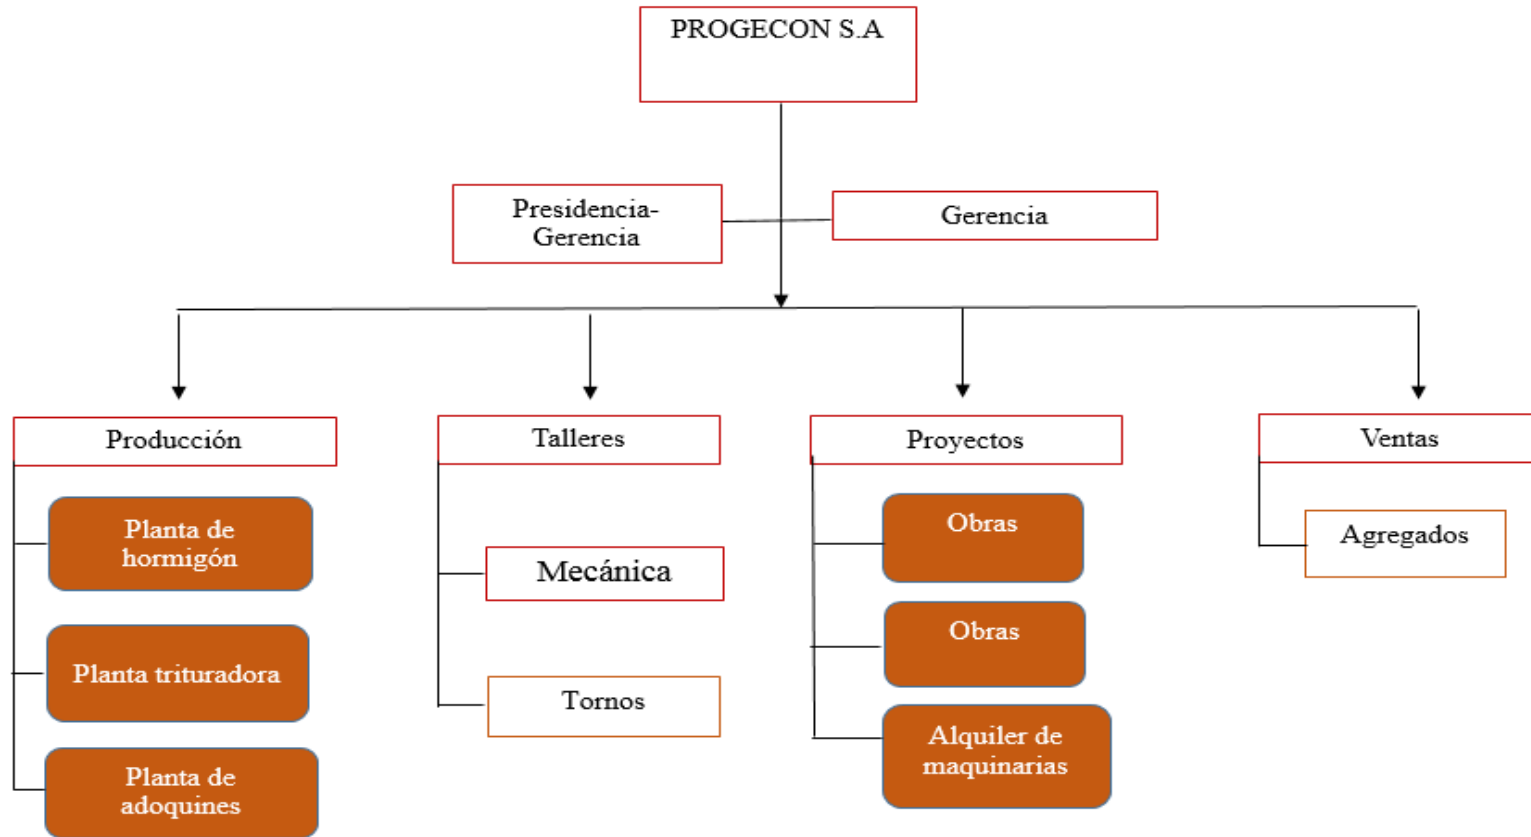 PROGECON S.A
Presidencia-
Gerencia
Gerencia
Producción
Talleres
Proyectos
Ventas
Planta de
hormigón
Planta trituradora
Planta de
adoquines
Mecánica
Tornos
Obras
Obras
Alquiler de
maquinarias
Agregados